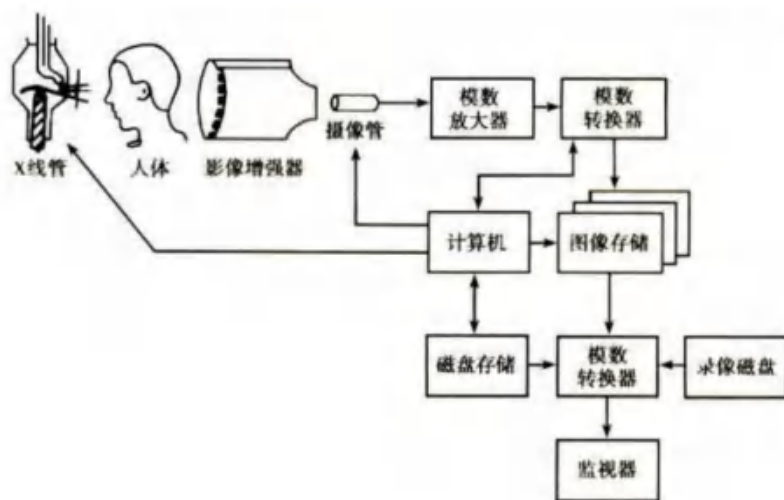 模数
放大器
模数
转换器
摄像管
X线管
人体
影像增强器
计算机
图像存储
磁盘存储
模数
转换器
录像磁盘
监视器